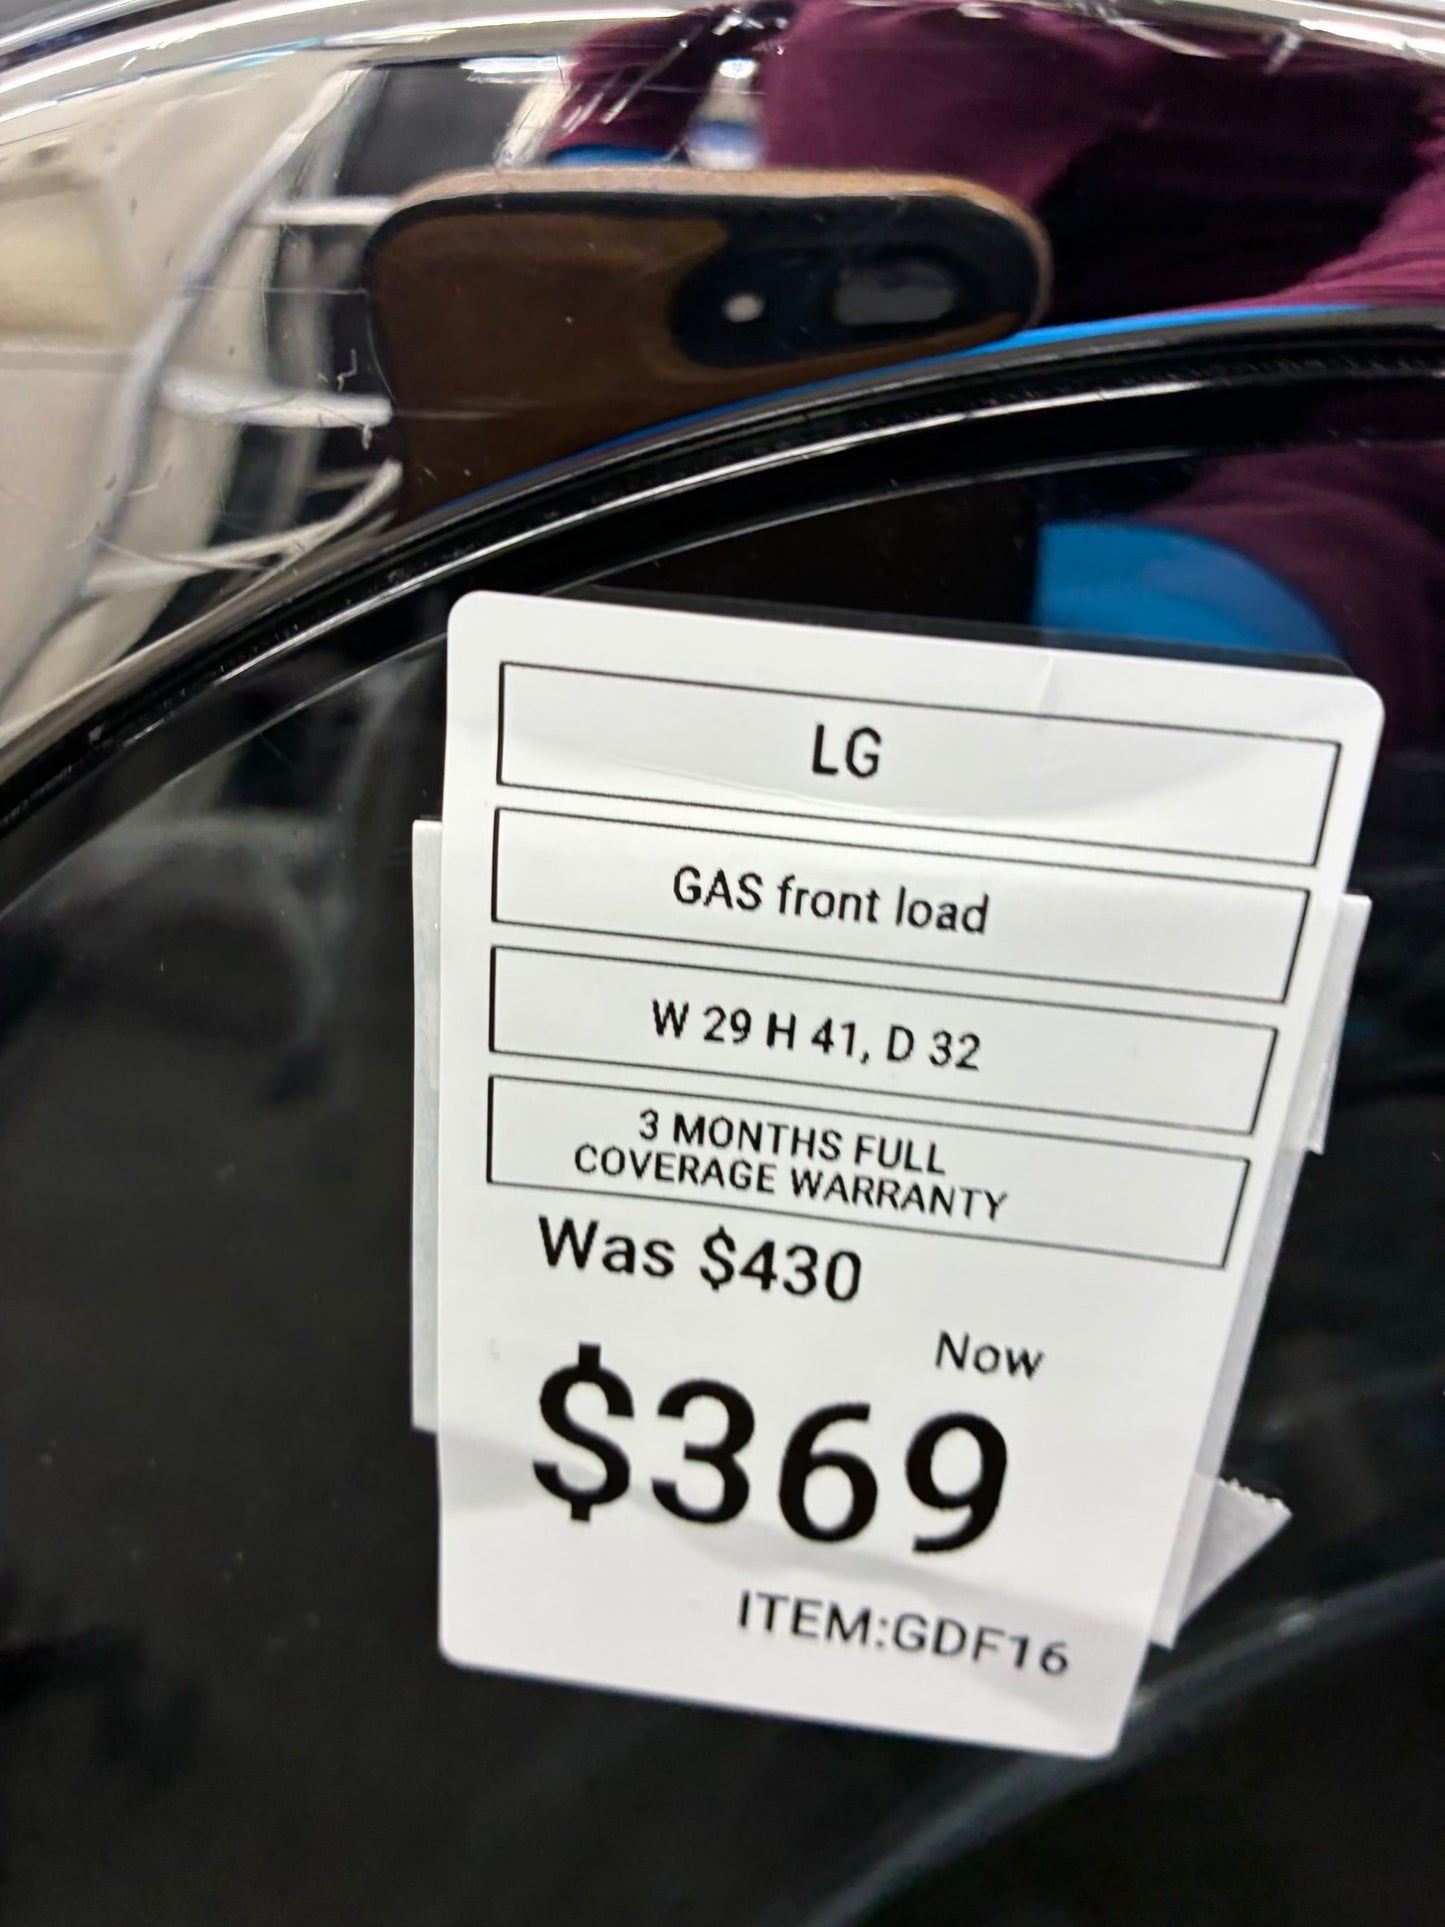 LG
GAS front load
W 29 H 41, D 32
3 MONTHS FULL
COVERAGE WARRANTY
Was $430
Now
$369
ITEM:GDF16